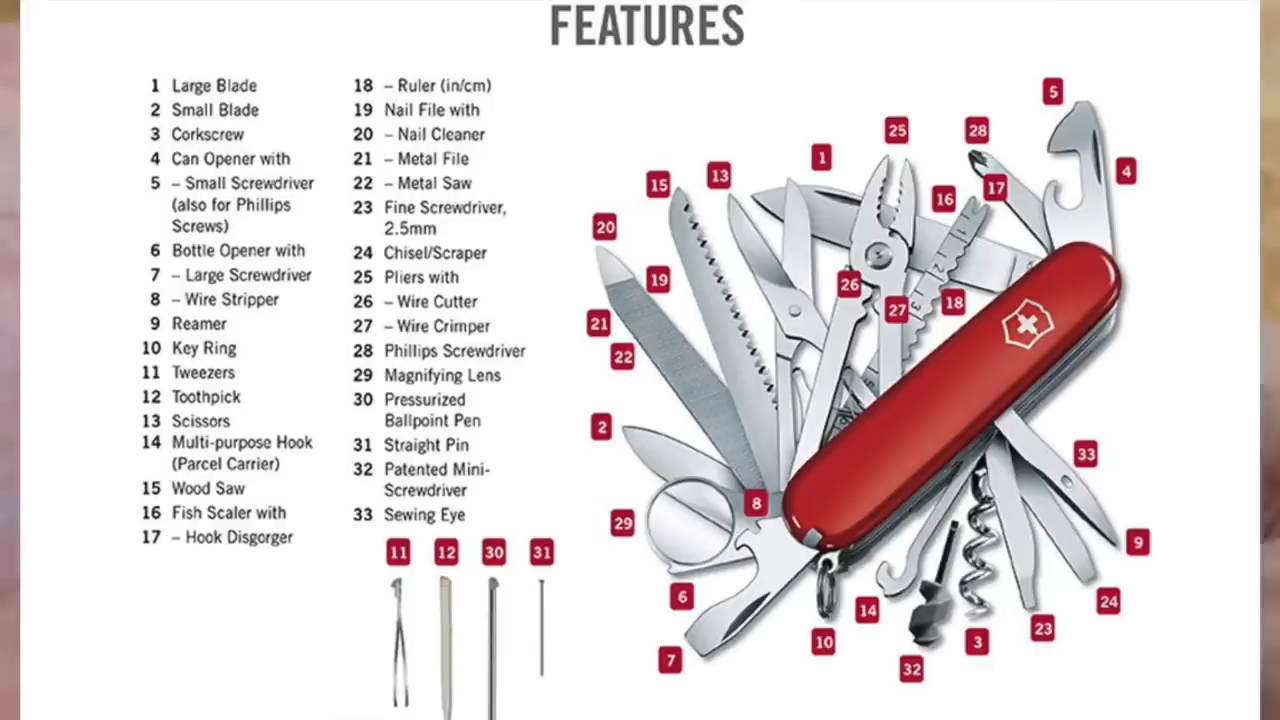 FEATURES
1 Large Blade
2 Small Blade
3 Corkscrew
4 Can Opener with
5 – Small Screwdriver
(also for Phillips
Screws)
6 Bottle Opener with
7 – Large Screwdriver
8 – Wire Stripper
9 Reamer
10 Key Ring
11 Tweezers
12 Toothpick
13 Scissors
14 Multi-purpose Hook
(Parcel Carrier)
15 Wood Saw
16 Fish Scaler with
17 – Hook Disgorger
18 – Ruler (in/cm)
19 Nail File with
20 – Nail Cleaner
21 – Metal File
22 – Metal Saw
23 Fine Screwdriver,
2.5mm
24 Chisel/Scraper
25 Pliers with
26 – Wire Cutter
27 – Wire Crimper
28 Phillips Screwdriver
29 Magnifying Lens
30 Pressurized
Ballpoint Pen
31 Straight Pin
32 Patented Mini-
Screwdriver
33 Sewing Eye
11 12 30 31
5
25 28
1
4
13
15
17
16
20
19
26
18
27
21
22
2
33
8
29
9
6
24
14
23
10
3
7
32